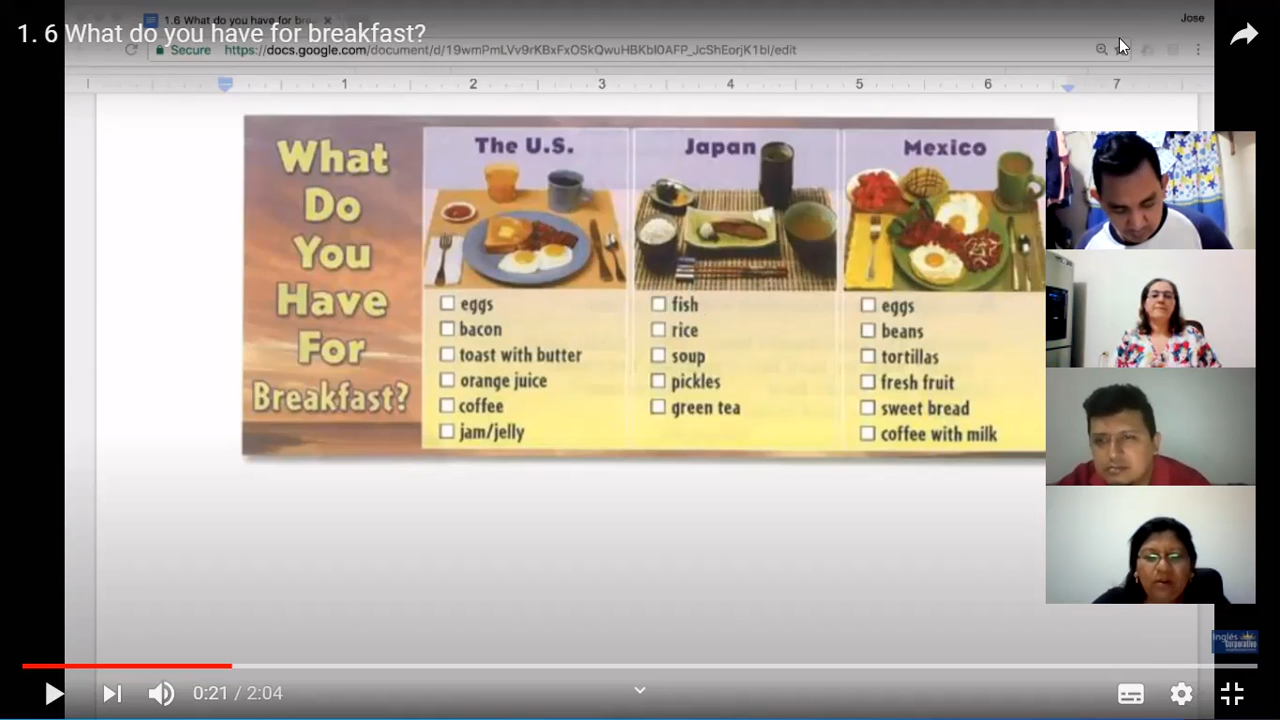 1.6 What do you have for bre
Jose
1. 6 What do you have for breakfast?
Secure
https://docs.google.com/document/d/19wmPmLVv9rKBxFxOSkQwuHBKbl0AFP_JcShEorjK1bI/edit
1 2 3 4 5 6 7
What
Do
You
Have
For
Breakfast?
The U.S.
eggs
bacon
toast with butter
orange juice
coffee
jam/jelly
Japan
fish
rice
soup
pickles
green tea
Mexico
eggs
beans
tortillas
fresh fruit
sweet bread
coffee with milk
Inglés
Corporativo
0:21 / 2:04